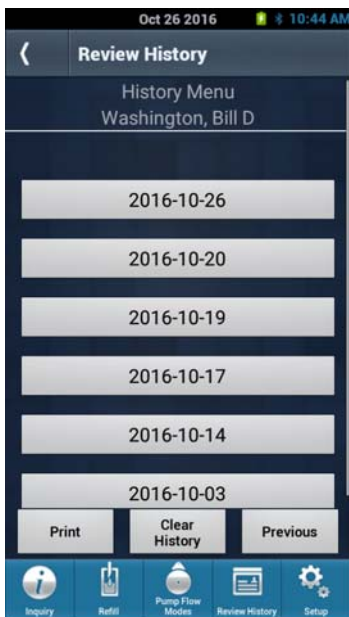 Oct 26 2016 10:44 AM
Review History
History Menu
Washington, Bill D
2016-10-26
2016-10-20
2016-10-19
2016-10-17
2016-10-14
2016-10-03
Print
Clear
History
Previous
Inquiry
Refill
Pump Flow
Modes
Review History
Setup